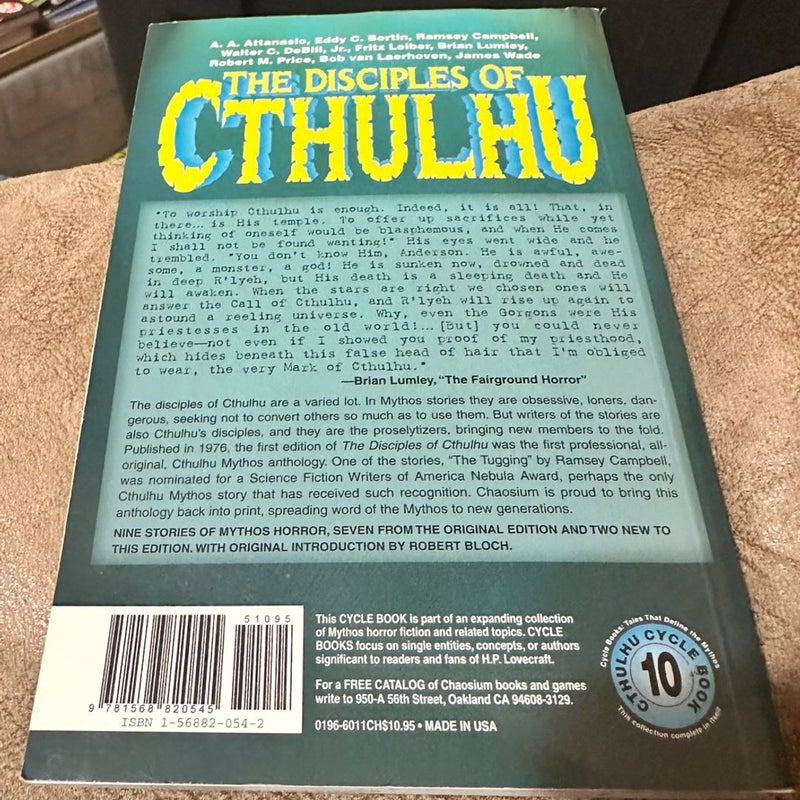 A. A. Attanasio, Eddy C. Bertin, Ramsey Campbell,
Walter C. DeBill, Jr., Fritz Leiber, Brian Lumley,
Robert M. Price, Bob van Laerhoven, James Wade
THE DISCIPLES OF
CTHULHU
"To worship Cthulhu is enough. Indeed, it is all! That, in
there... is His temple. To offer up sacrifices while yet
thinking of oneself would be blasphemous, and when He comes
I shall not be found wanting!" His eyes went wide and he
trembled. "You don't know Him, Anderson. He is awful, awe-
some, a monster, a god! He is sunken now, drowned and dead
in deep R'lyeh, but His death is a sleeping death and He
will awaken. When the stars are right we chosen ones will
answer the Call of Cthulhu, and R'lyeh will rise up again to
astound a reeling universe. Why, even the Gorgons were His
priestesses in the old world!... [But] you could never
believe—not even if I showed you proof of my priesthood,
which hides beneath this false head of hair that I'm obliged
to wear, the very Mark of Cthulhu."
—Brian Lumley, "The Fairground Horror"
The disciples of Cthulhu are a varied lot. In Mythos stories they are obsessive, loners, dan-
gerous, seeking not to convert others so much as to use them. But writers of the stories are
also Cthulhu's disciples, and they are the proselytizers, bringing new members to the fold.
Published in 1976, the first edition of The Disciples of Cthulhu was the first professional, all-
original, Cthulhu Mythos anthology. One of the stories, "The Tugging" by Ramsey Campbell,
was nominated for a Science Fiction Writers of America Nebula Award, perhaps the only
Cthulhu Mythos story that has received such recognition. Chaosium is proud to bring this
anthology back into print, spreading word of the Mythos to new generations.
NINE STORIES OF MYTHOS HORROR, SEVEN FROM THE ORIGINAL EDITION AND TWO NEW TO
THIS EDITION. WITH ORIGINAL INTRODUCTION BY ROBERT BLOCH.
51095
9 781568 820545
ISBN 1-56882-054-2
This CYCLE BOOK is part of an expanding collection
of Mythos horror fiction and related topics. CYCLE
BOOKS focus on single entities, concepts, or authors
significant to readers and fans of H.P. Lovecraft.
For a FREE CATALOG of Chaosium books and games
write to 950-A 56th Street, Oakland CA 94608-3129.
0196-6011CH$10.95 • MADE IN USA
Cycle Books: Tales That Define the Mythos
CTHULHU CYCLE BOOK
10
This collection complete in itself